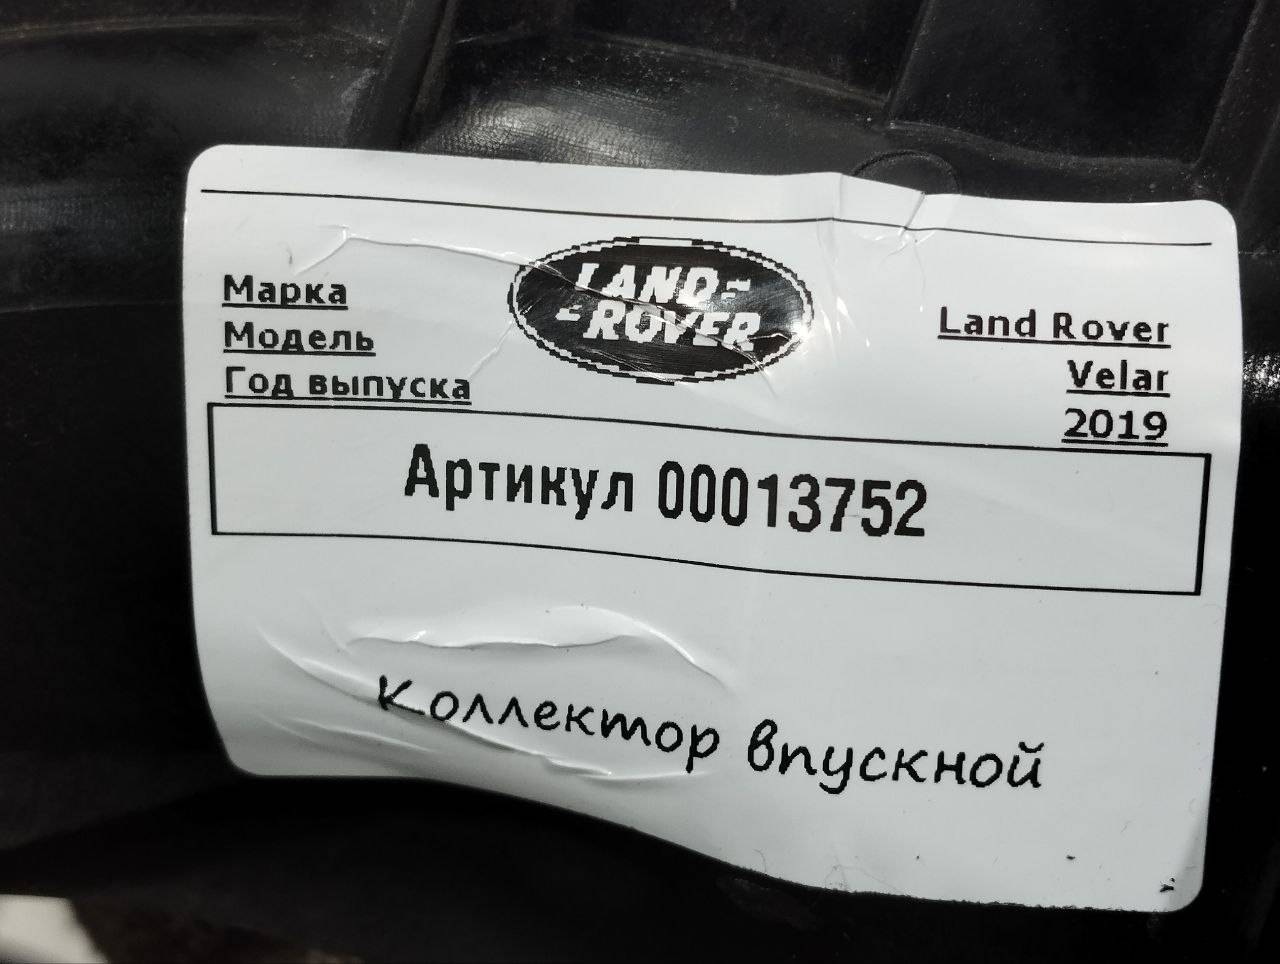 Марка
Модель
Год выпуска
LAND-
-ROVER
Land Rover
Velar
2019
Артикул 00013752
Коллектор впускной